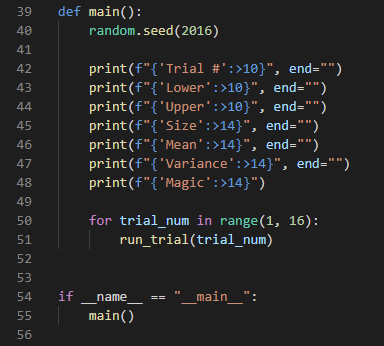 39 def main():
40     random.seed(2016)
41
42     print(f"{'Trial #':>10}", end="")
43     print(f"{'Lower':>10}", end="")
44     print(f"{'Upper':>10}", end="")
45     print(f"{'Size':>14}", end="")
46     print(f"{'Mean':>14}", end="")
47     print(f"{'Variance':>14}", end="")
48     print(f"{'Magic':>14}")
49
50     for trial_num in range(1, 16):
51         run_trial(trial_num)
52
53
54 if __name__ == "__main__":
55     main()
56